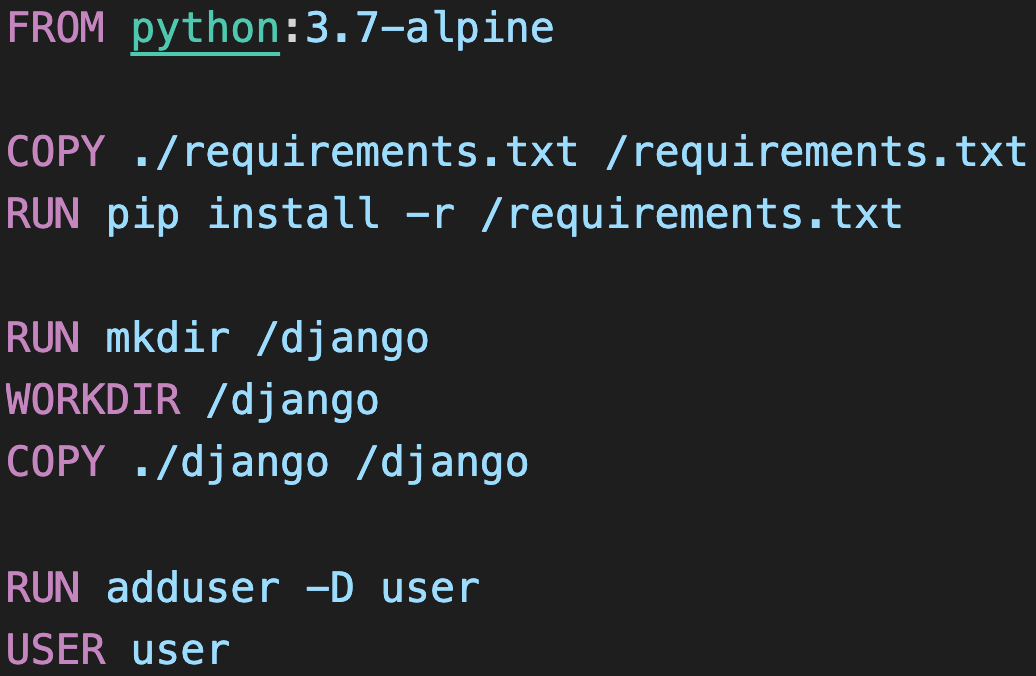 FROM python:3.7-alpine
COPY ./requirements.txt /requirements.txt
RUN pip install -r /requirements.txt
RUN mkdir /django
WORKDIR /django
COPY ./django /django
RUN adduser -D user
USER user